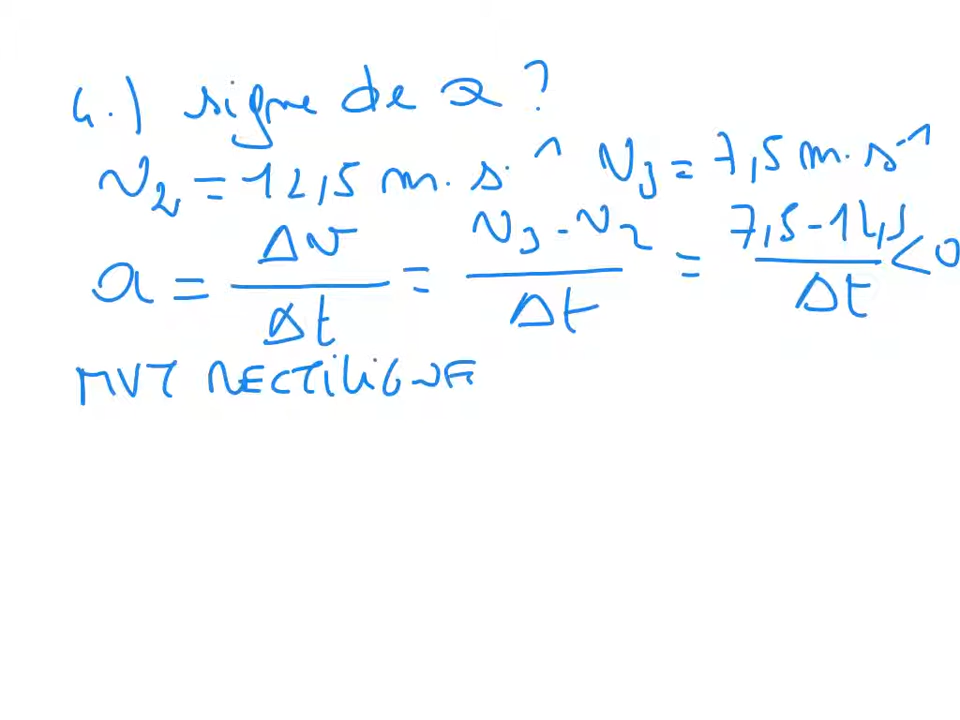 4.) signe de a ?
v₂ = 12,5 m.s⁻¹ v₃ = 7,5 m.s⁻¹
a = Δv/Δt = (v₃ - v₂)/Δt = (7,5 - 12,5)/Δt < 0
MVT RECTILIGNE